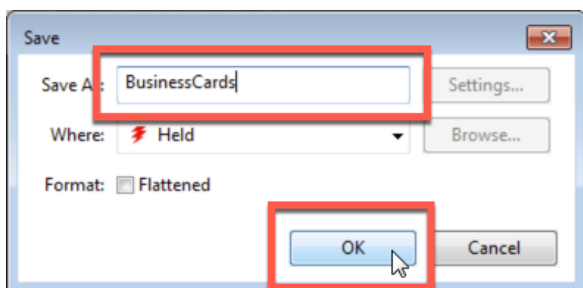 Save
Save As: BusinessCards Settings...
Where: Held Browse...
Format: Flattened
OK Cancel